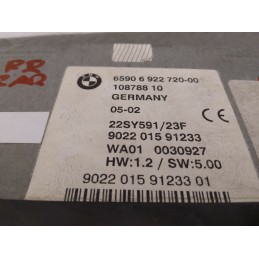 6590 6 922 720-00
108788 10
GERMANY
05-02
CE
22SY591/23F
9022 015 91233
WA01 0030927
HW:1.2 / SW:5.00
9022 015 91233 01